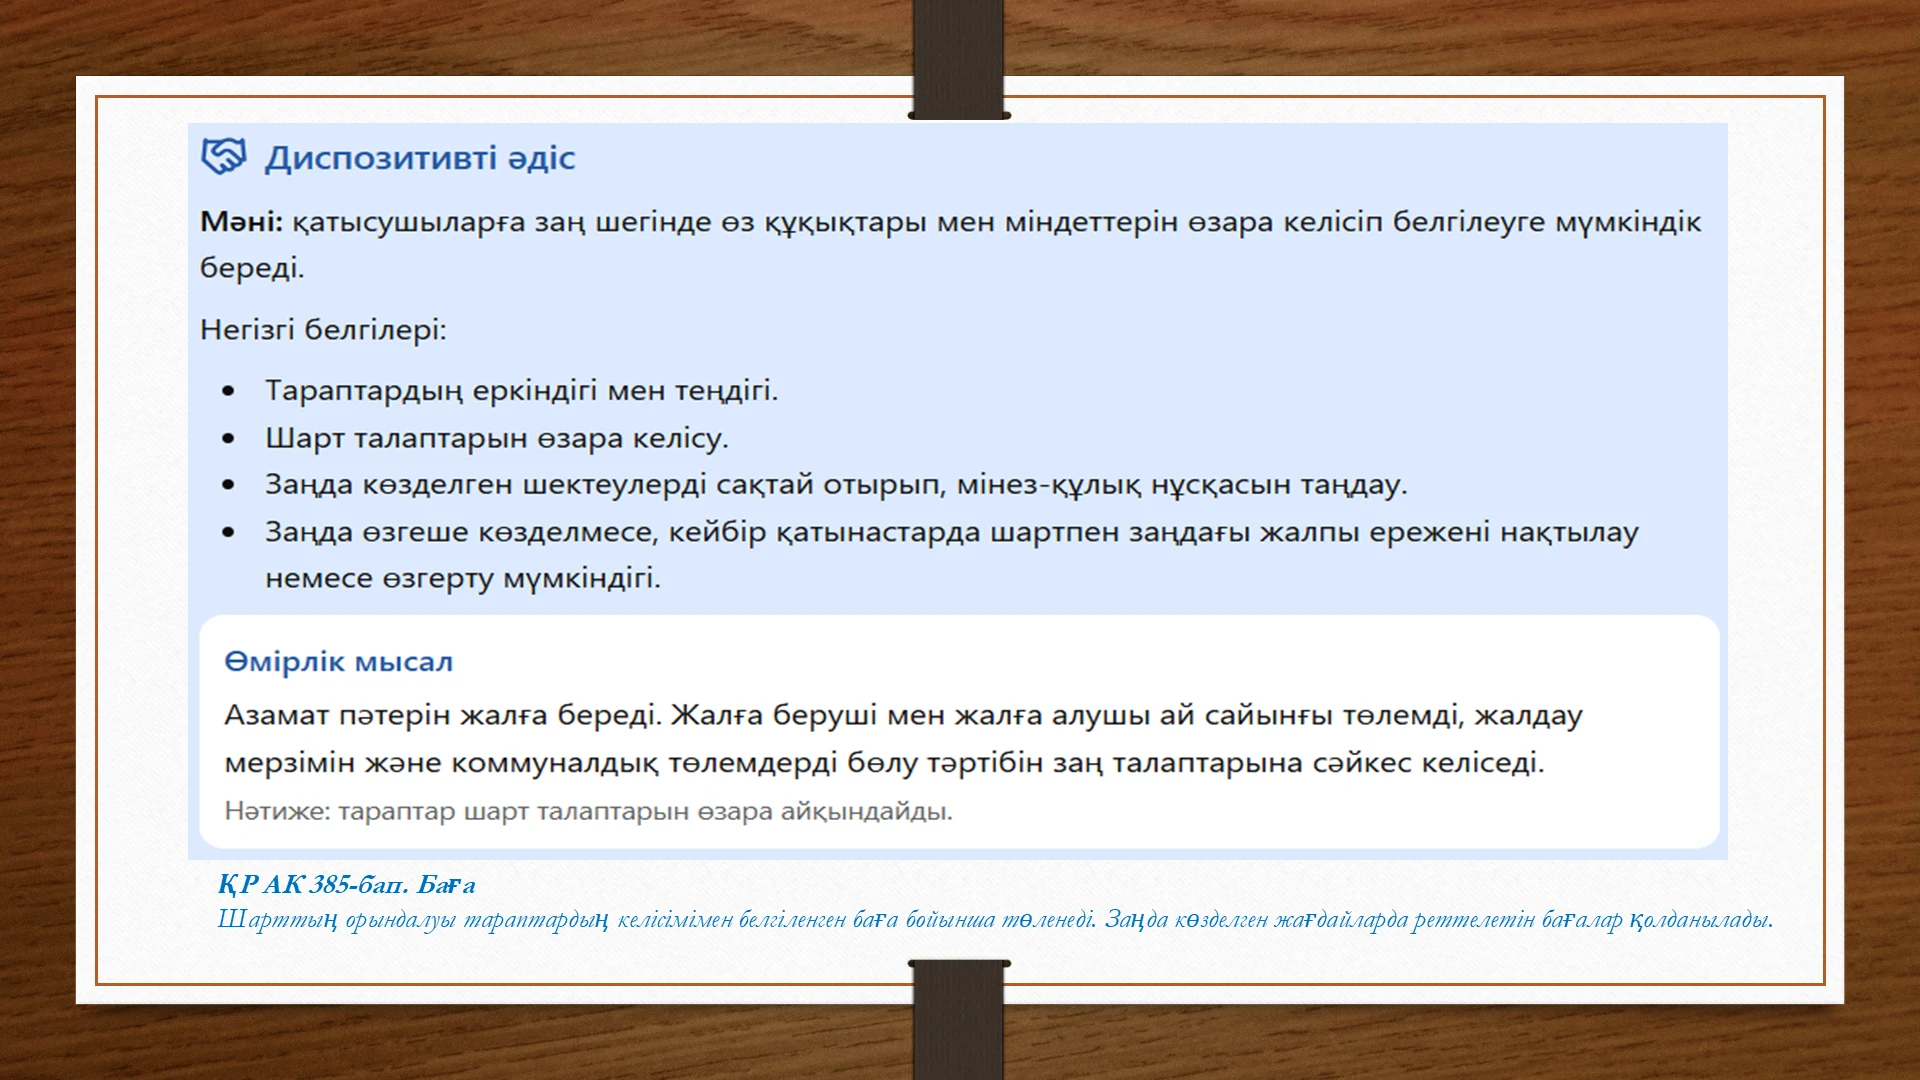 Диспозитивті әдіс
Мәні: қатысушыларға заң шегінде өз құқықтары мен міндеттерін өзара келісіп белгілеуге мүмкіндік
береді.
Негізгі белгілері:
• Тараптардың еркіндігі мен теңдігі.
• Шарт талаптарын өзара келісу.
• Заңда көзделген шектеулерді сақтай отырып, мінез-құлық нұсқасын таңдау.
• Заңда өзгеше көзделмесе, кейбір қатынастарда шартпен заңдағы жалпы ережені нақтылау
немесе өзгерту мүмкіндігі.
Өмірлік мысал
Азамат пәтерін жалға береді. Жалға беруші мен жалға алушы ай сайынғы төлемді, жалдау
мерзімін және коммуналдық төлемдерді бөлу тәртібін заң талаптарына сәйкес келіседі.
Нәтиже: тараптар шарт талаптарын өзара айқындайды.
ҚР АК 385-бап. Баға
Шарттың орындалуы тараптардың келісімімен белгіленген баға бойынша төленеді. Заңда көзделген жағдайларда реттелетін бағалар қолданылады.